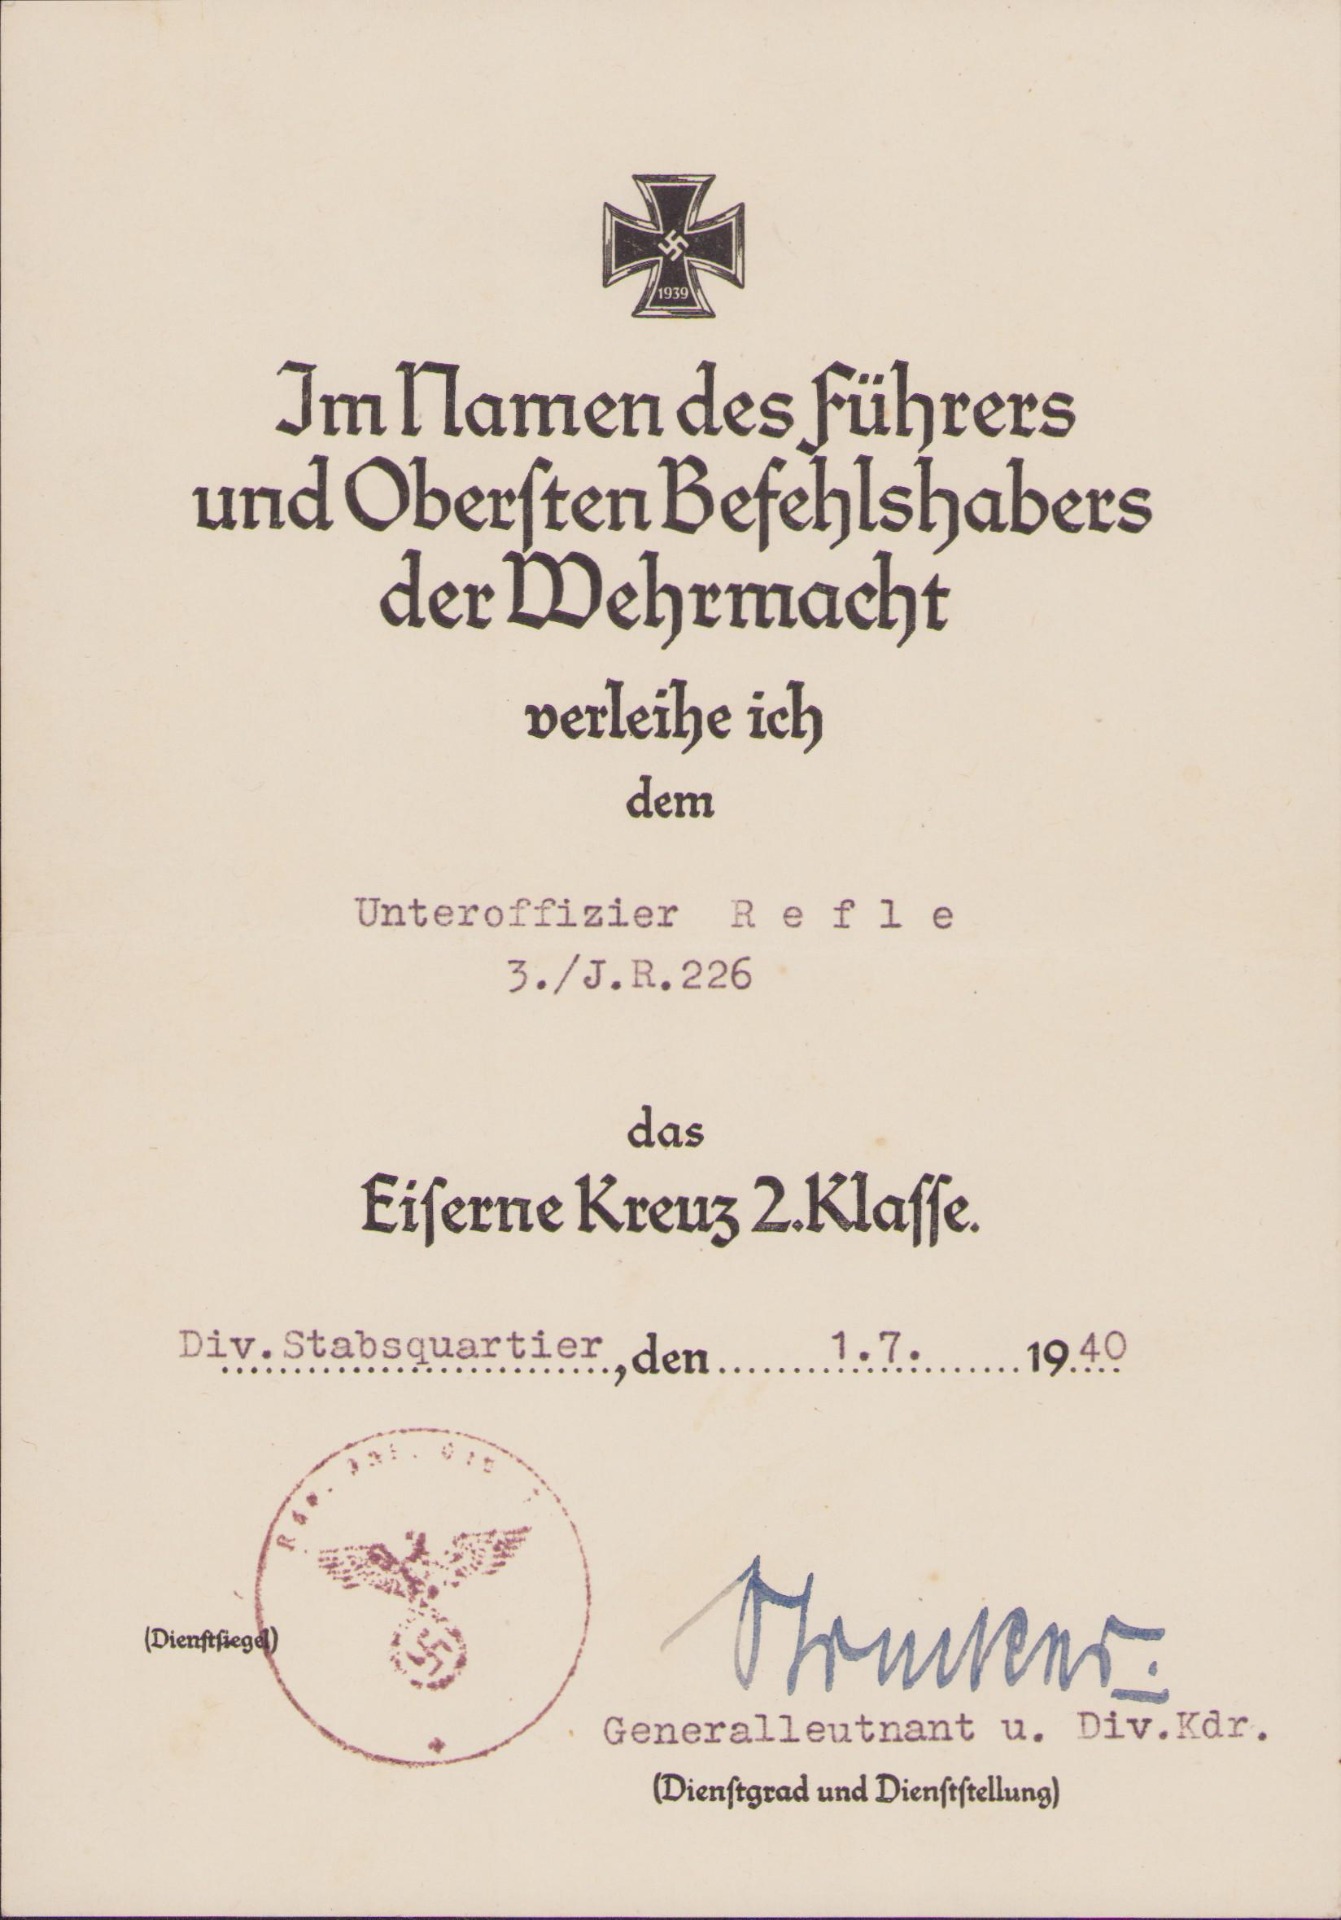 1939
Im Namen des Führers
und Oberſten Befehlshabers
der Wehrmacht
verleihe ich
dem
Unteroffizier R e f l e
3./J.R.226
das
Eiſerne Kreuz 2. Klaſſe.
Div.Stabsquartier, den 1.7. 1940
(Dienſtſiegel)
Generalleutnant u. Div.Kdr.
(Dienſtgrad und Dienſtſtellung)